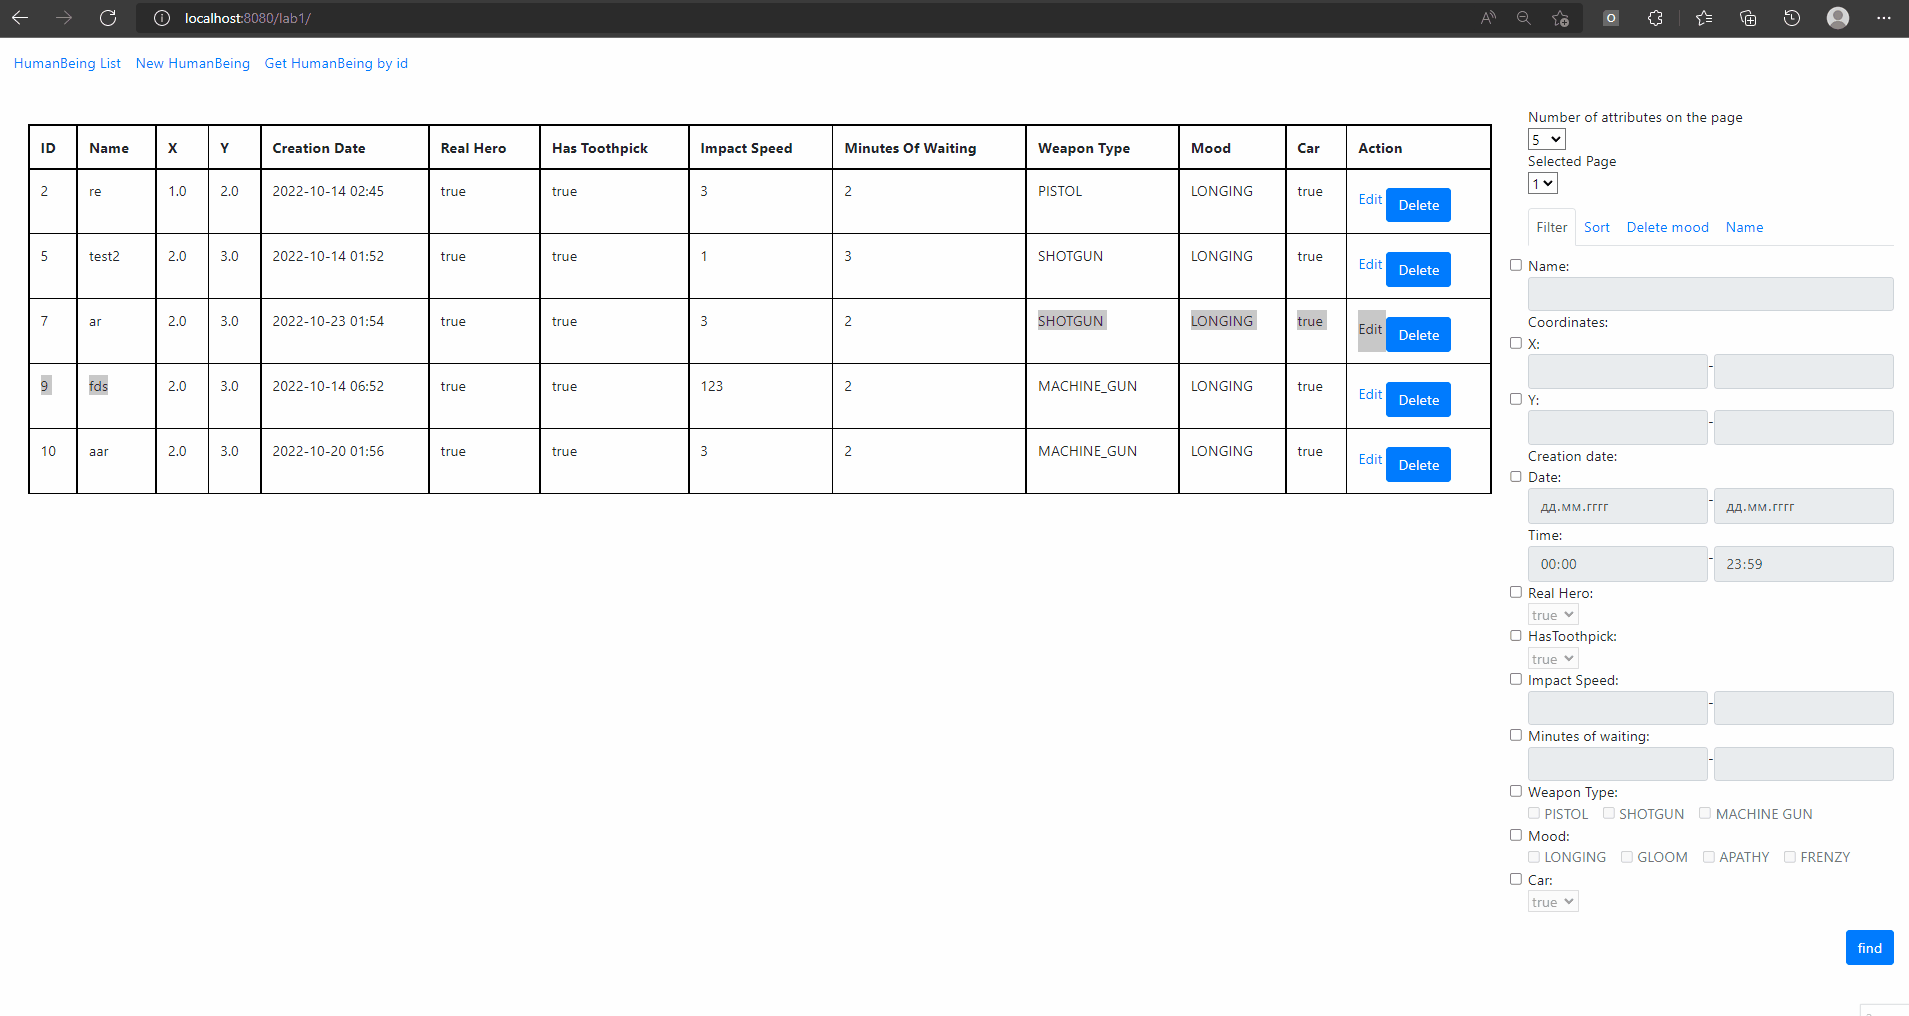 localhost:8080/lab1/
HumanBeing List New HumanBeing Get HumanBeing by id
ID Name X Y Creation Date Real Hero Has Toothpick Impact Speed Minutes Of Waiting Weapon Type Mood Car Action
2 re 1.0 2.0 2022-10-14 02:45 true true 3 2 PISTOL LONGING true Edit Delete
5 test2 2.0 3.0 2022-10-14 01:52 true true 1 3 SHOTGUN LONGING true Edit Delete
7 ar 2.0 3.0 2022-10-23 01:54 true true 3 2 SHOTGUN LONGING true Edit Delete
9 fds 2.0 3.0 2022-10-14 06:52 true true 123 2 MACHINE_GUN LONGING true Edit Delete
10 aar 2.0 3.0 2022-10-20 01:56 true true 3 2 MACHINE_GUN LONGING true Edit Delete
Number of attributes on the page
5
Selected Page
1
Filter Sort Delete mood Name
Name:
Coordinates:
X:
-
Y:
-
Creation date:
Date:
дд.мм.гггг - дд.мм.гггг
Time:
00:00 - 23:59
Real Hero:
true
HasToothpick:
true
Impact Speed:
-
Minutes of waiting:
-
Weapon Type:
PISTOL SHOTGUN MACHINE GUN
Mood:
LONGING GLOOM APATHY FRENZY
Car:
true
find